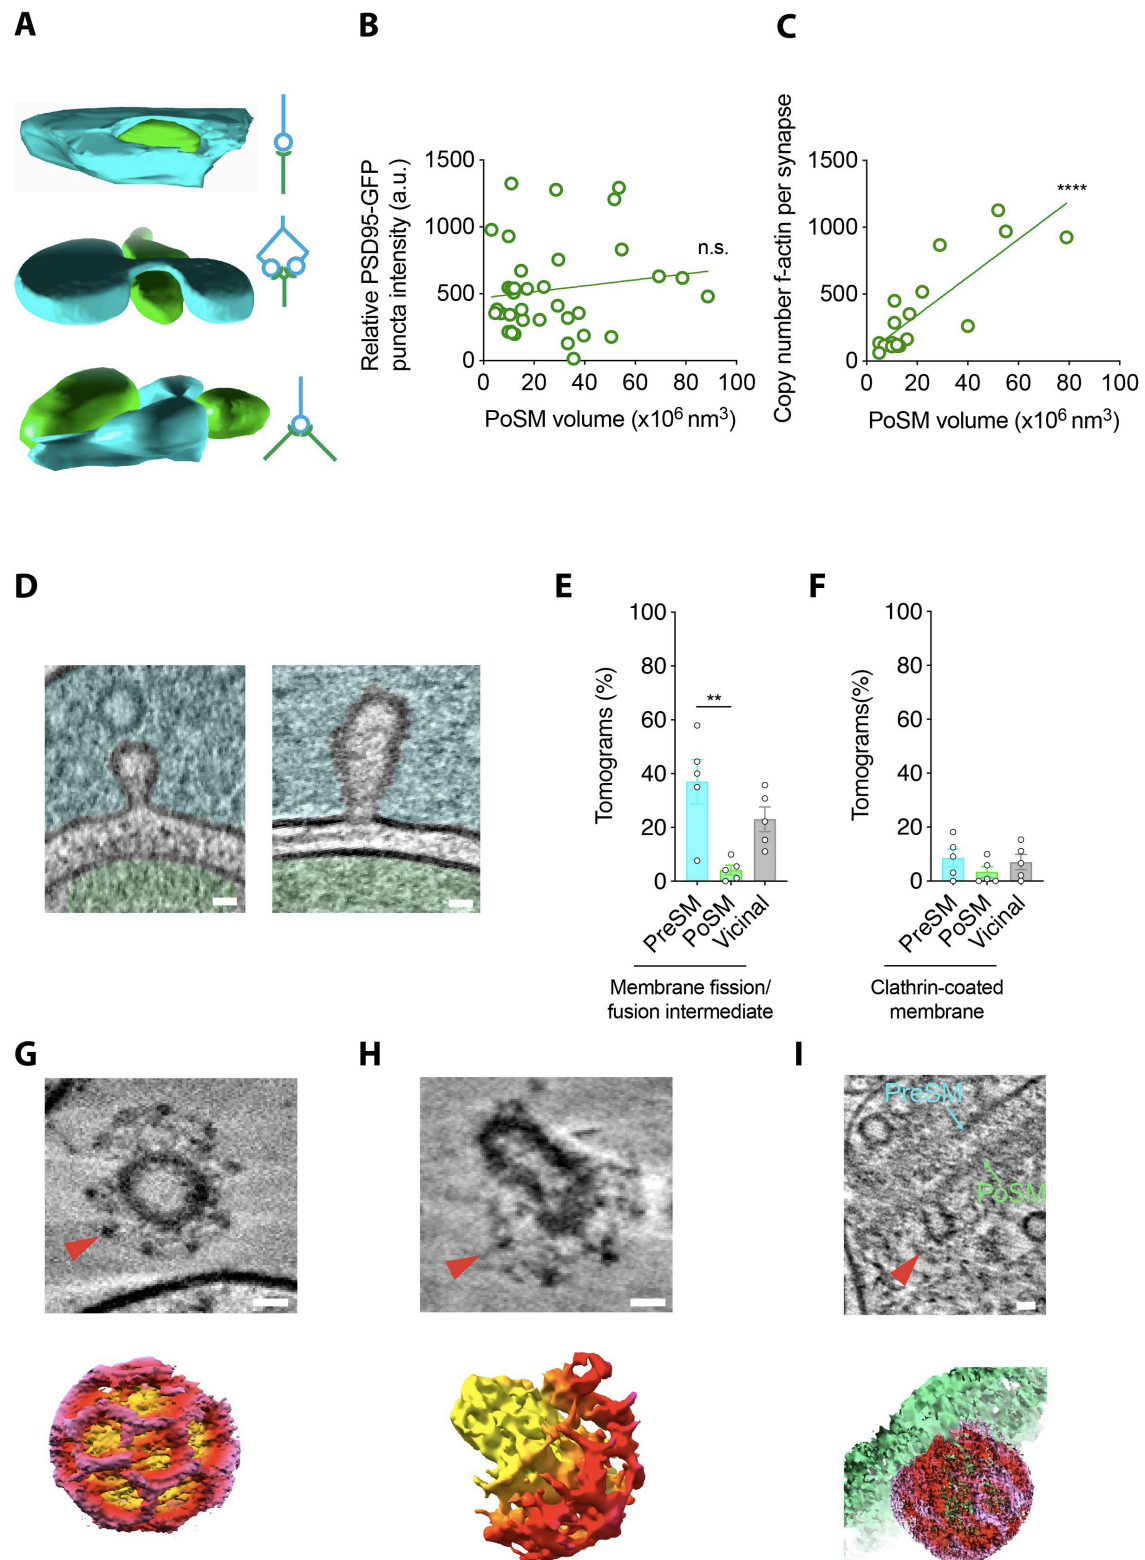 A
B
C
Relative PSD95-GFP
puncta intensity (a.u.)
1500
1000
500
0
n.s.
0 20 40 60 80 100
PoSM volume (x10⁶ nm³)
Copy number f-actin per synapse
1500
1000
500
0
****
0 20 40 60 80 100
PoSM volume (x10⁶ nm³)
D
E
F
Tomograms (%)
100
80
60
40
20
0
**
PreSM
PoSM
Vicinal
Membrane fission/
fusion intermediate
Tomograms(%)
100
80
60
40
20
0
PreSM
PoSM
Vicinal
Clathrin-coated
membrane
G
H
I
PreSM
PoSM